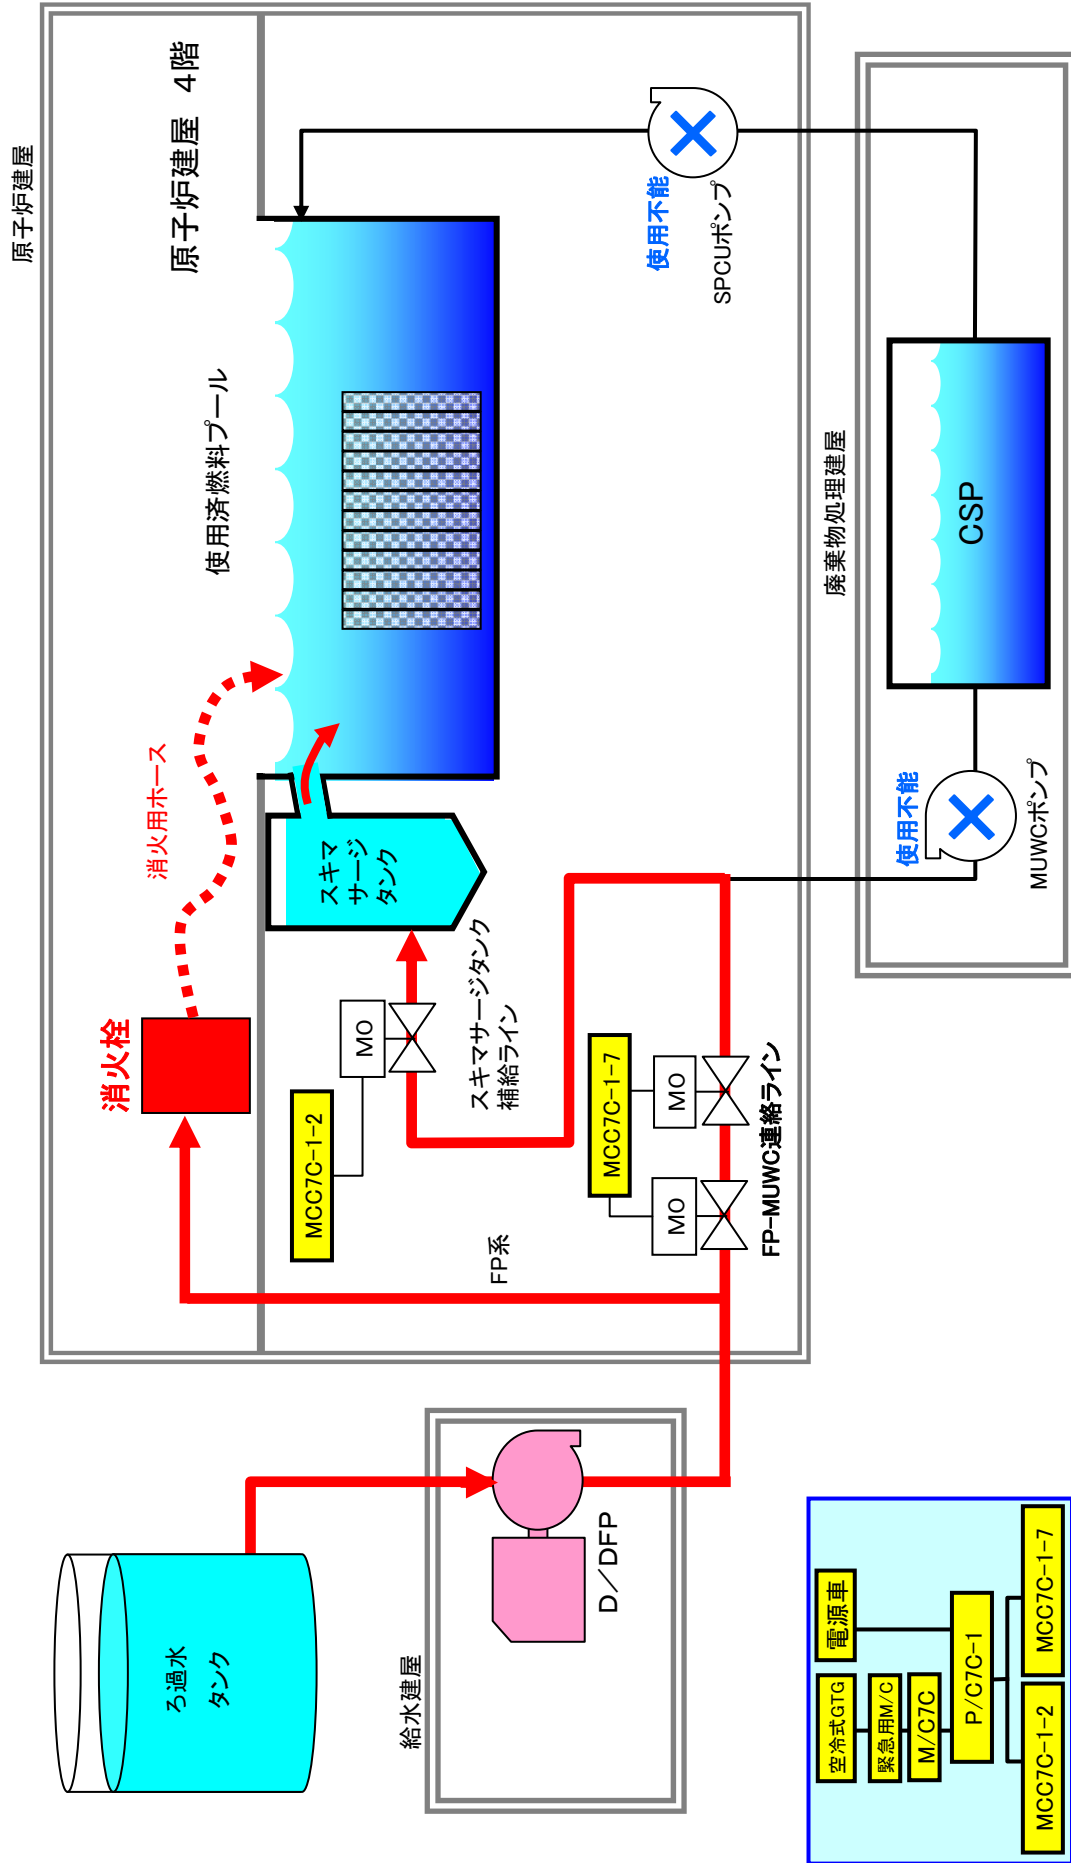 原子炉建屋
原子炉建屋 4階
使用済燃料プール
消火用ホース
消火栓
スキマ
サージ
タンク
スキマサージタンク
補給ライン
MO
MCC7C-1-2
MCC7C-1-7
MO
MO
FP-MUWC連絡ライン
FP系
使用不能
SPCUポンプ
廃棄物処理建屋
CSP
使用不能
MUWCポンプ
ろ過水
タンク
給水建屋
D/DFP
空冷式GTG
電源車
緊急用M/C
M/C7C
P/C7C-1
MCC7C-1-2
MCC7C-1-7